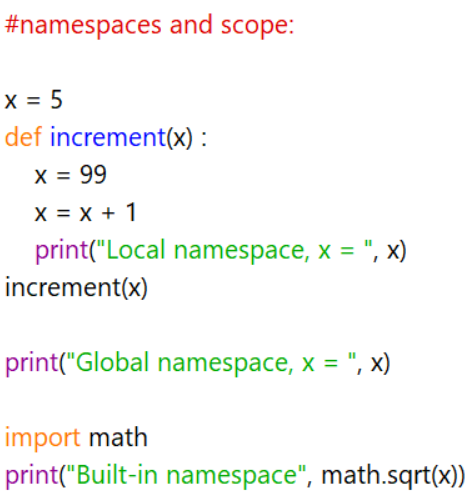 #namespaces and scope:
x = 5
def increment(x) :
    x = 99
    x = x + 1
    print("Local namespace, x = ", x)
increment(x)
print("Global namespace, x = ", x)
import math
print("Built-in namespace", math.sqrt(x))